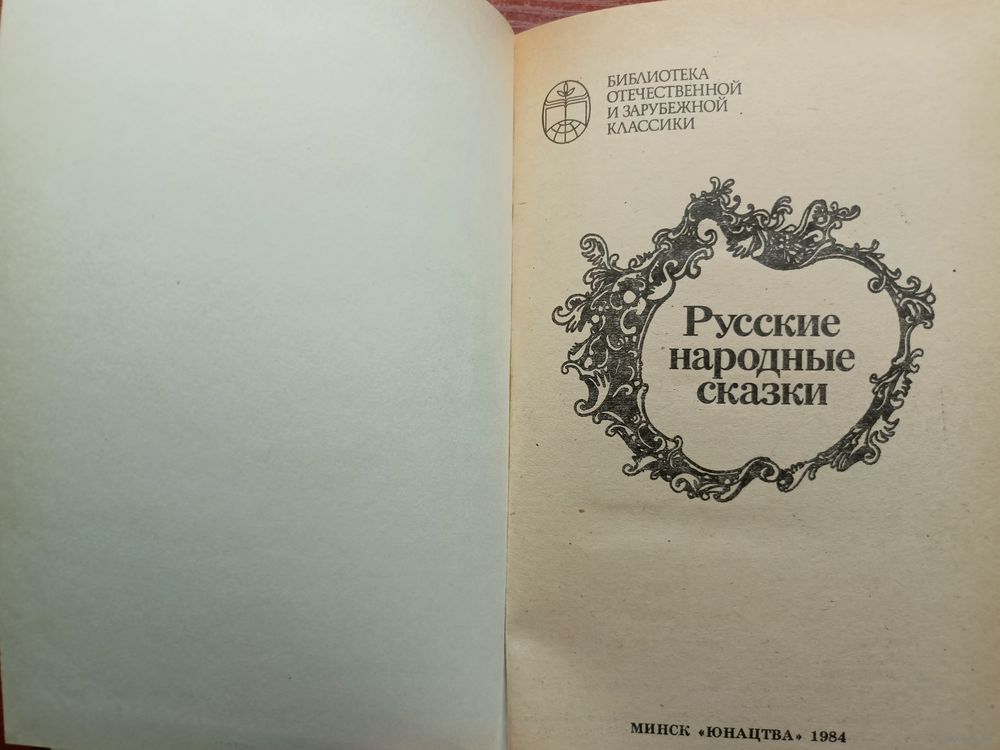 БИБЛИОТЕКА
ОТЕЧЕСТВЕННОЙ
И ЗАРУБЕЖНОЙ
КЛАССИКИ
Русские
народные
сказки
МИНСК «ЮНАЦТВА» 1984